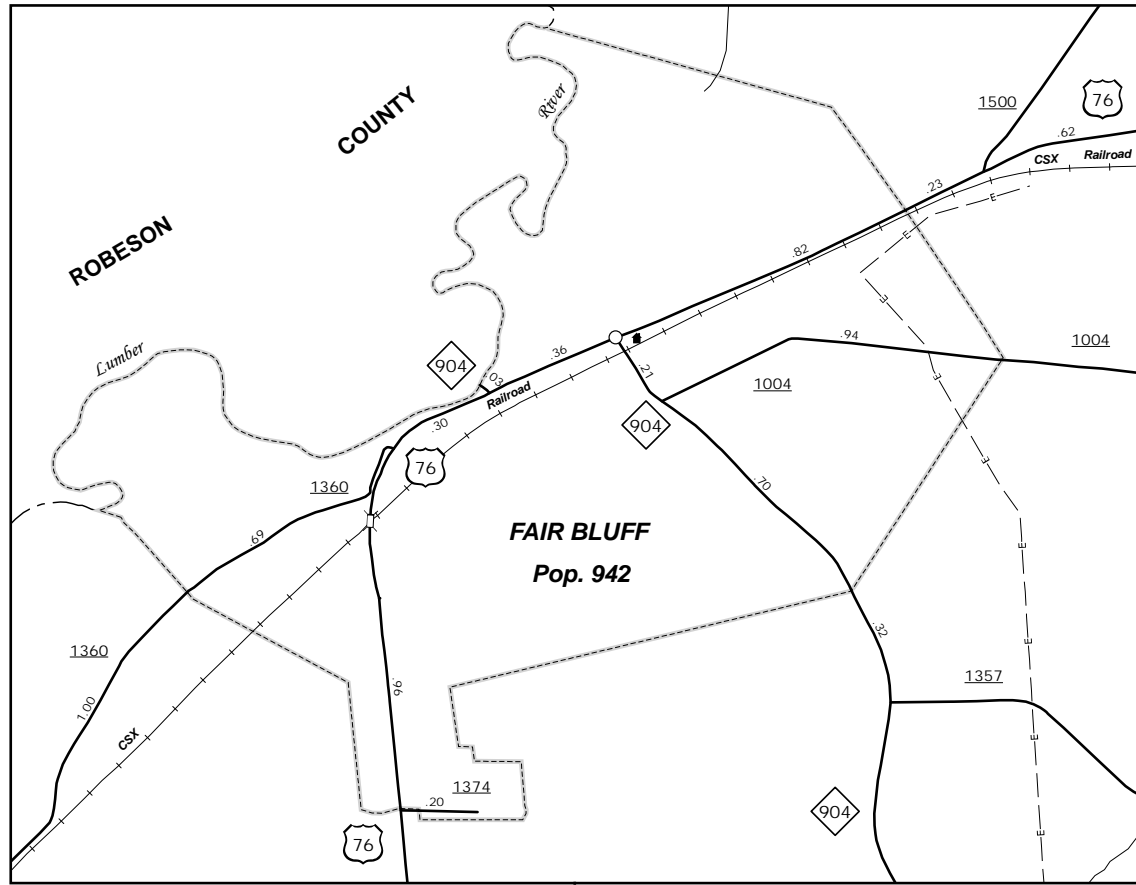 COUNTY
River
1500
76
.62
CSX Railroad
ROBESON
.23
E
E
.82
E
Lumber
904
.03
.36
.21
.94
1004
Railroad
1004
E
904
.30
76
1360
E
.70
.69
FAIR BLUFF
Pop. 942
E
.32
E
1360
.96
1357
1.00
CSX
E
1374
.20
904
E
76